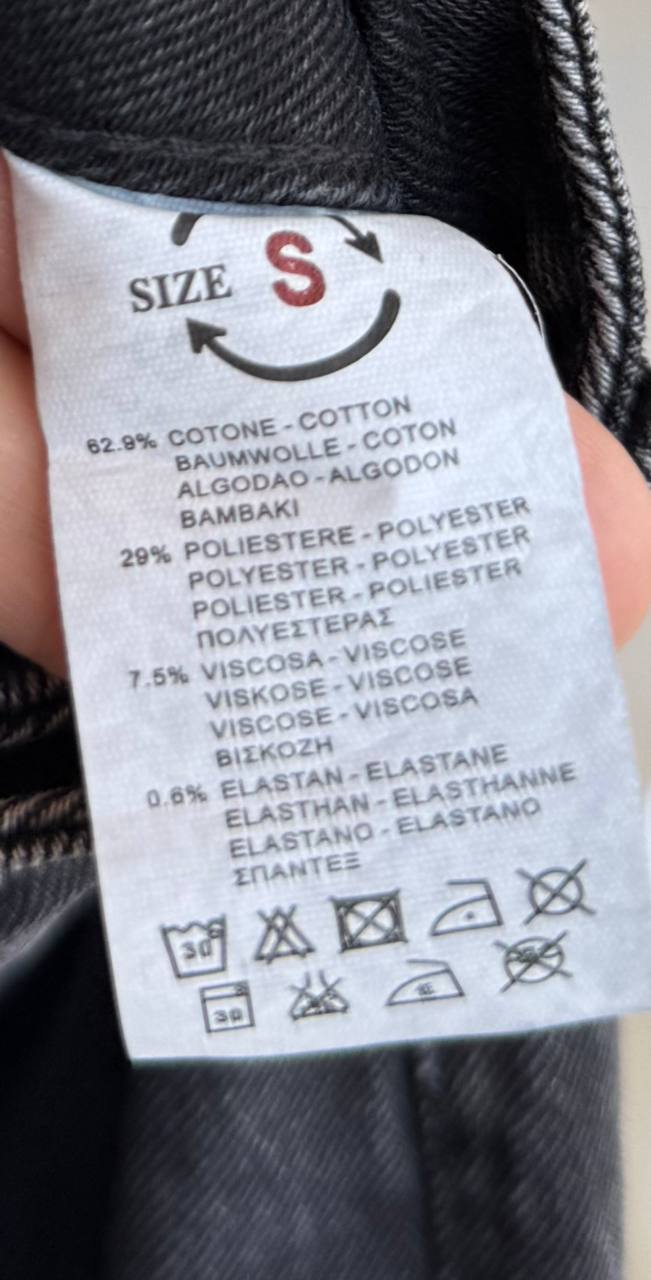 SIZE S
62.9% COTONE - COTTON
BAUMWOLLE - COTON
ALGODAO - ALGODON
BAMBAKI
29% POLIESTERE - POLYESTER
POLYESTER - POLYESTER
POLIESTER - POLIESTER
ΠΟΛΥΕΣΤΕΡΑΣ
7.5% VISCOSA - VISCOSE
VISKOSE - VISCOSE
VISCOSE - VISCOSA
ΒΙΣΚΟΖΗ
0.6% ELASTAN - ELASTANE
ELASTHAN - ELASTHANNE
ELASTANO - ELASTANO
ΣΠΑΝΤΕΞ
30
30